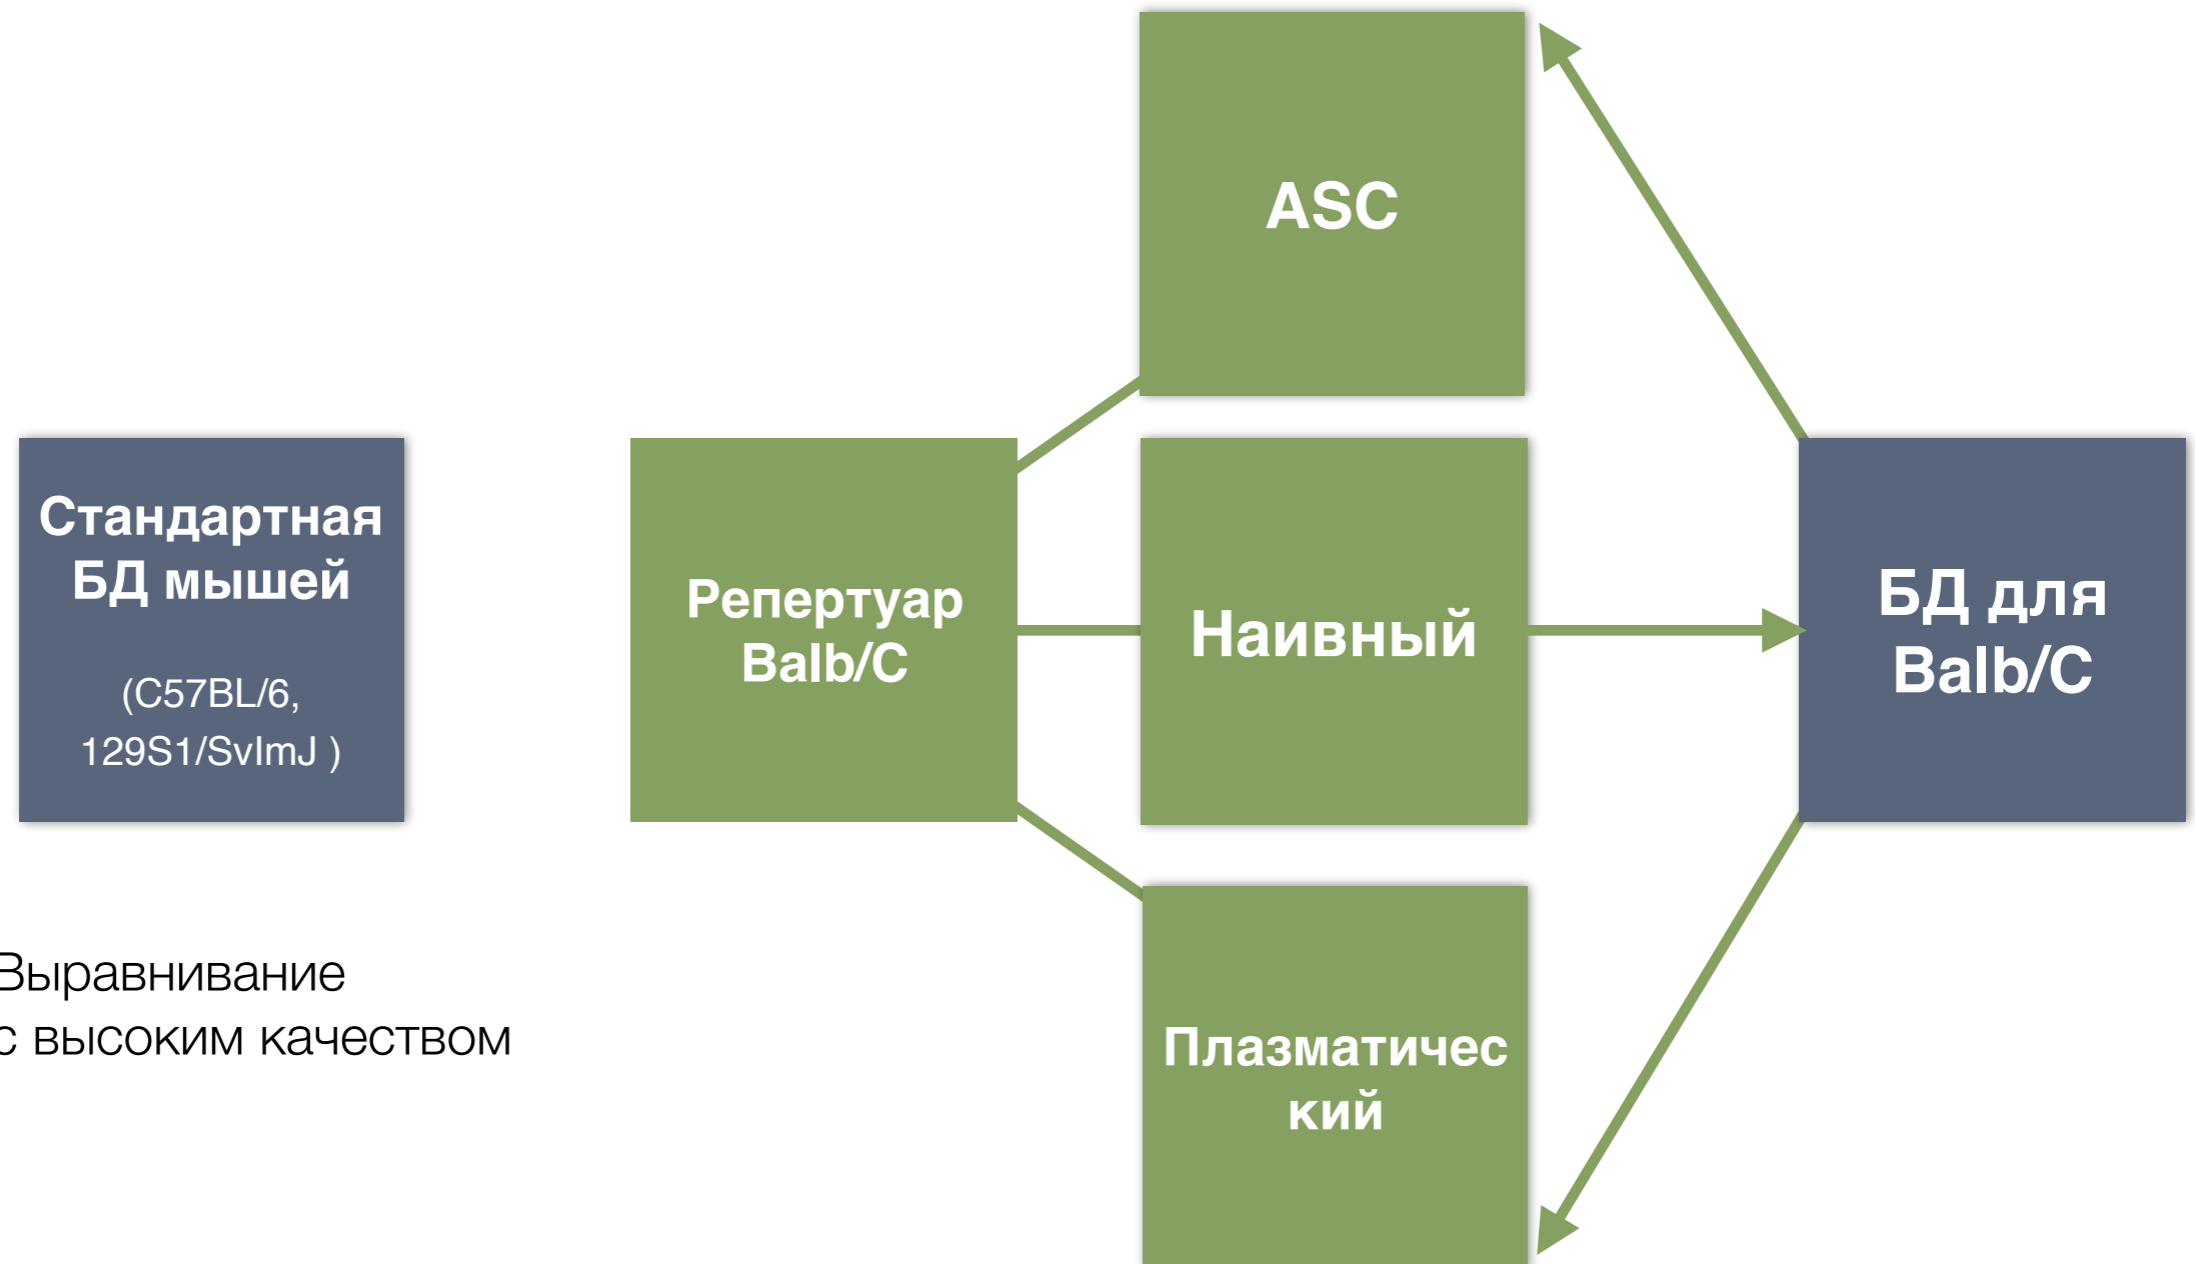 ASC
Стандартная
БД мышей
(C57BL/6,
129S1/SvImJ )
Репертуар
Balb/C
Наивный
БД для
Balb/C
Выравнивание
с высоким качеством
Плазматичес
кий